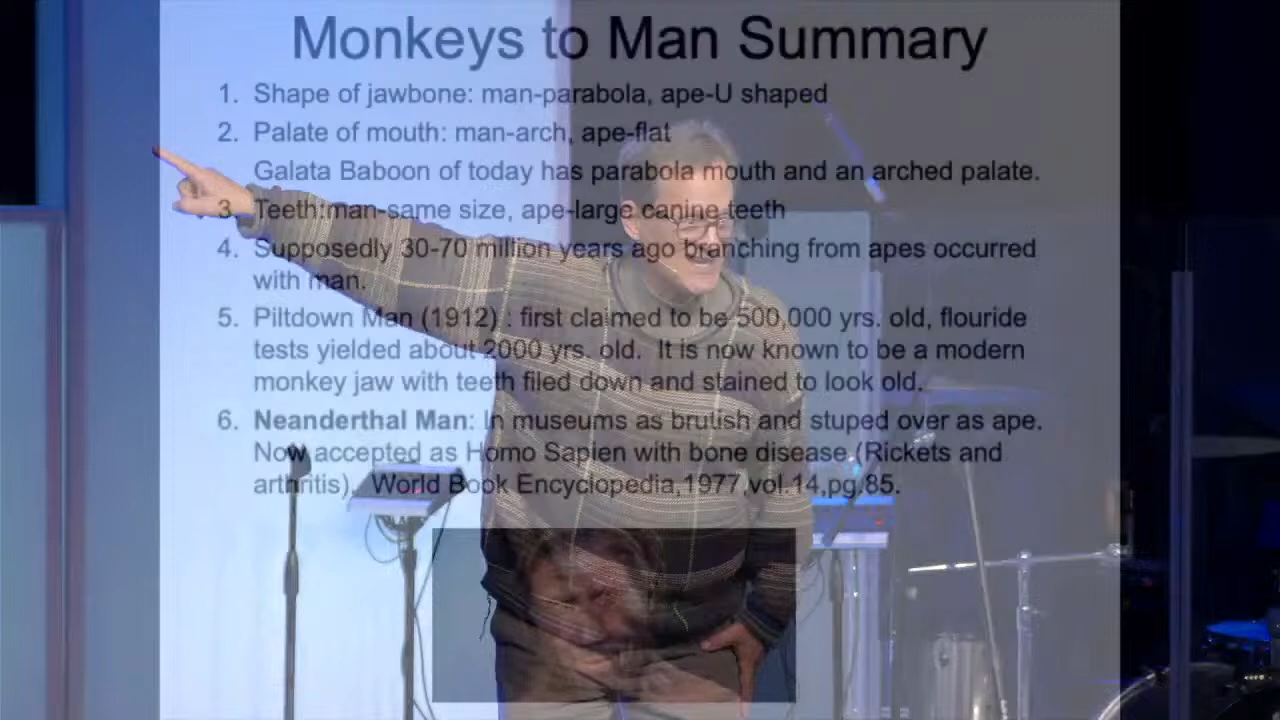 Monkeys to Man Summary
1. Shape of jawbone: man-parabola, ape-U shaped
2. Palate of mouth: man-arch, ape-flat
Galata Baboon of today has parabola mouth and an arched palate.
3. Teeth:man-same size, ape-large canine teeth
4. Supposedly 30-70 million years ago branching from apes occurred
with man.
5. Piltdown Man (1912) : first claimed to be 500,000 yrs. old, flouride
tests yielded about 2000 yrs. old. It is now known to be a modern
monkey jaw with teeth filed down and stained to look old.
6. Neanderthal Man: In museums as brutish and stuped over as ape.
Now accepted as Homo Sapien with bone disease.(Rickets and
arthritis). World Book Encyclopedia,1977,vol.14,pg.85.